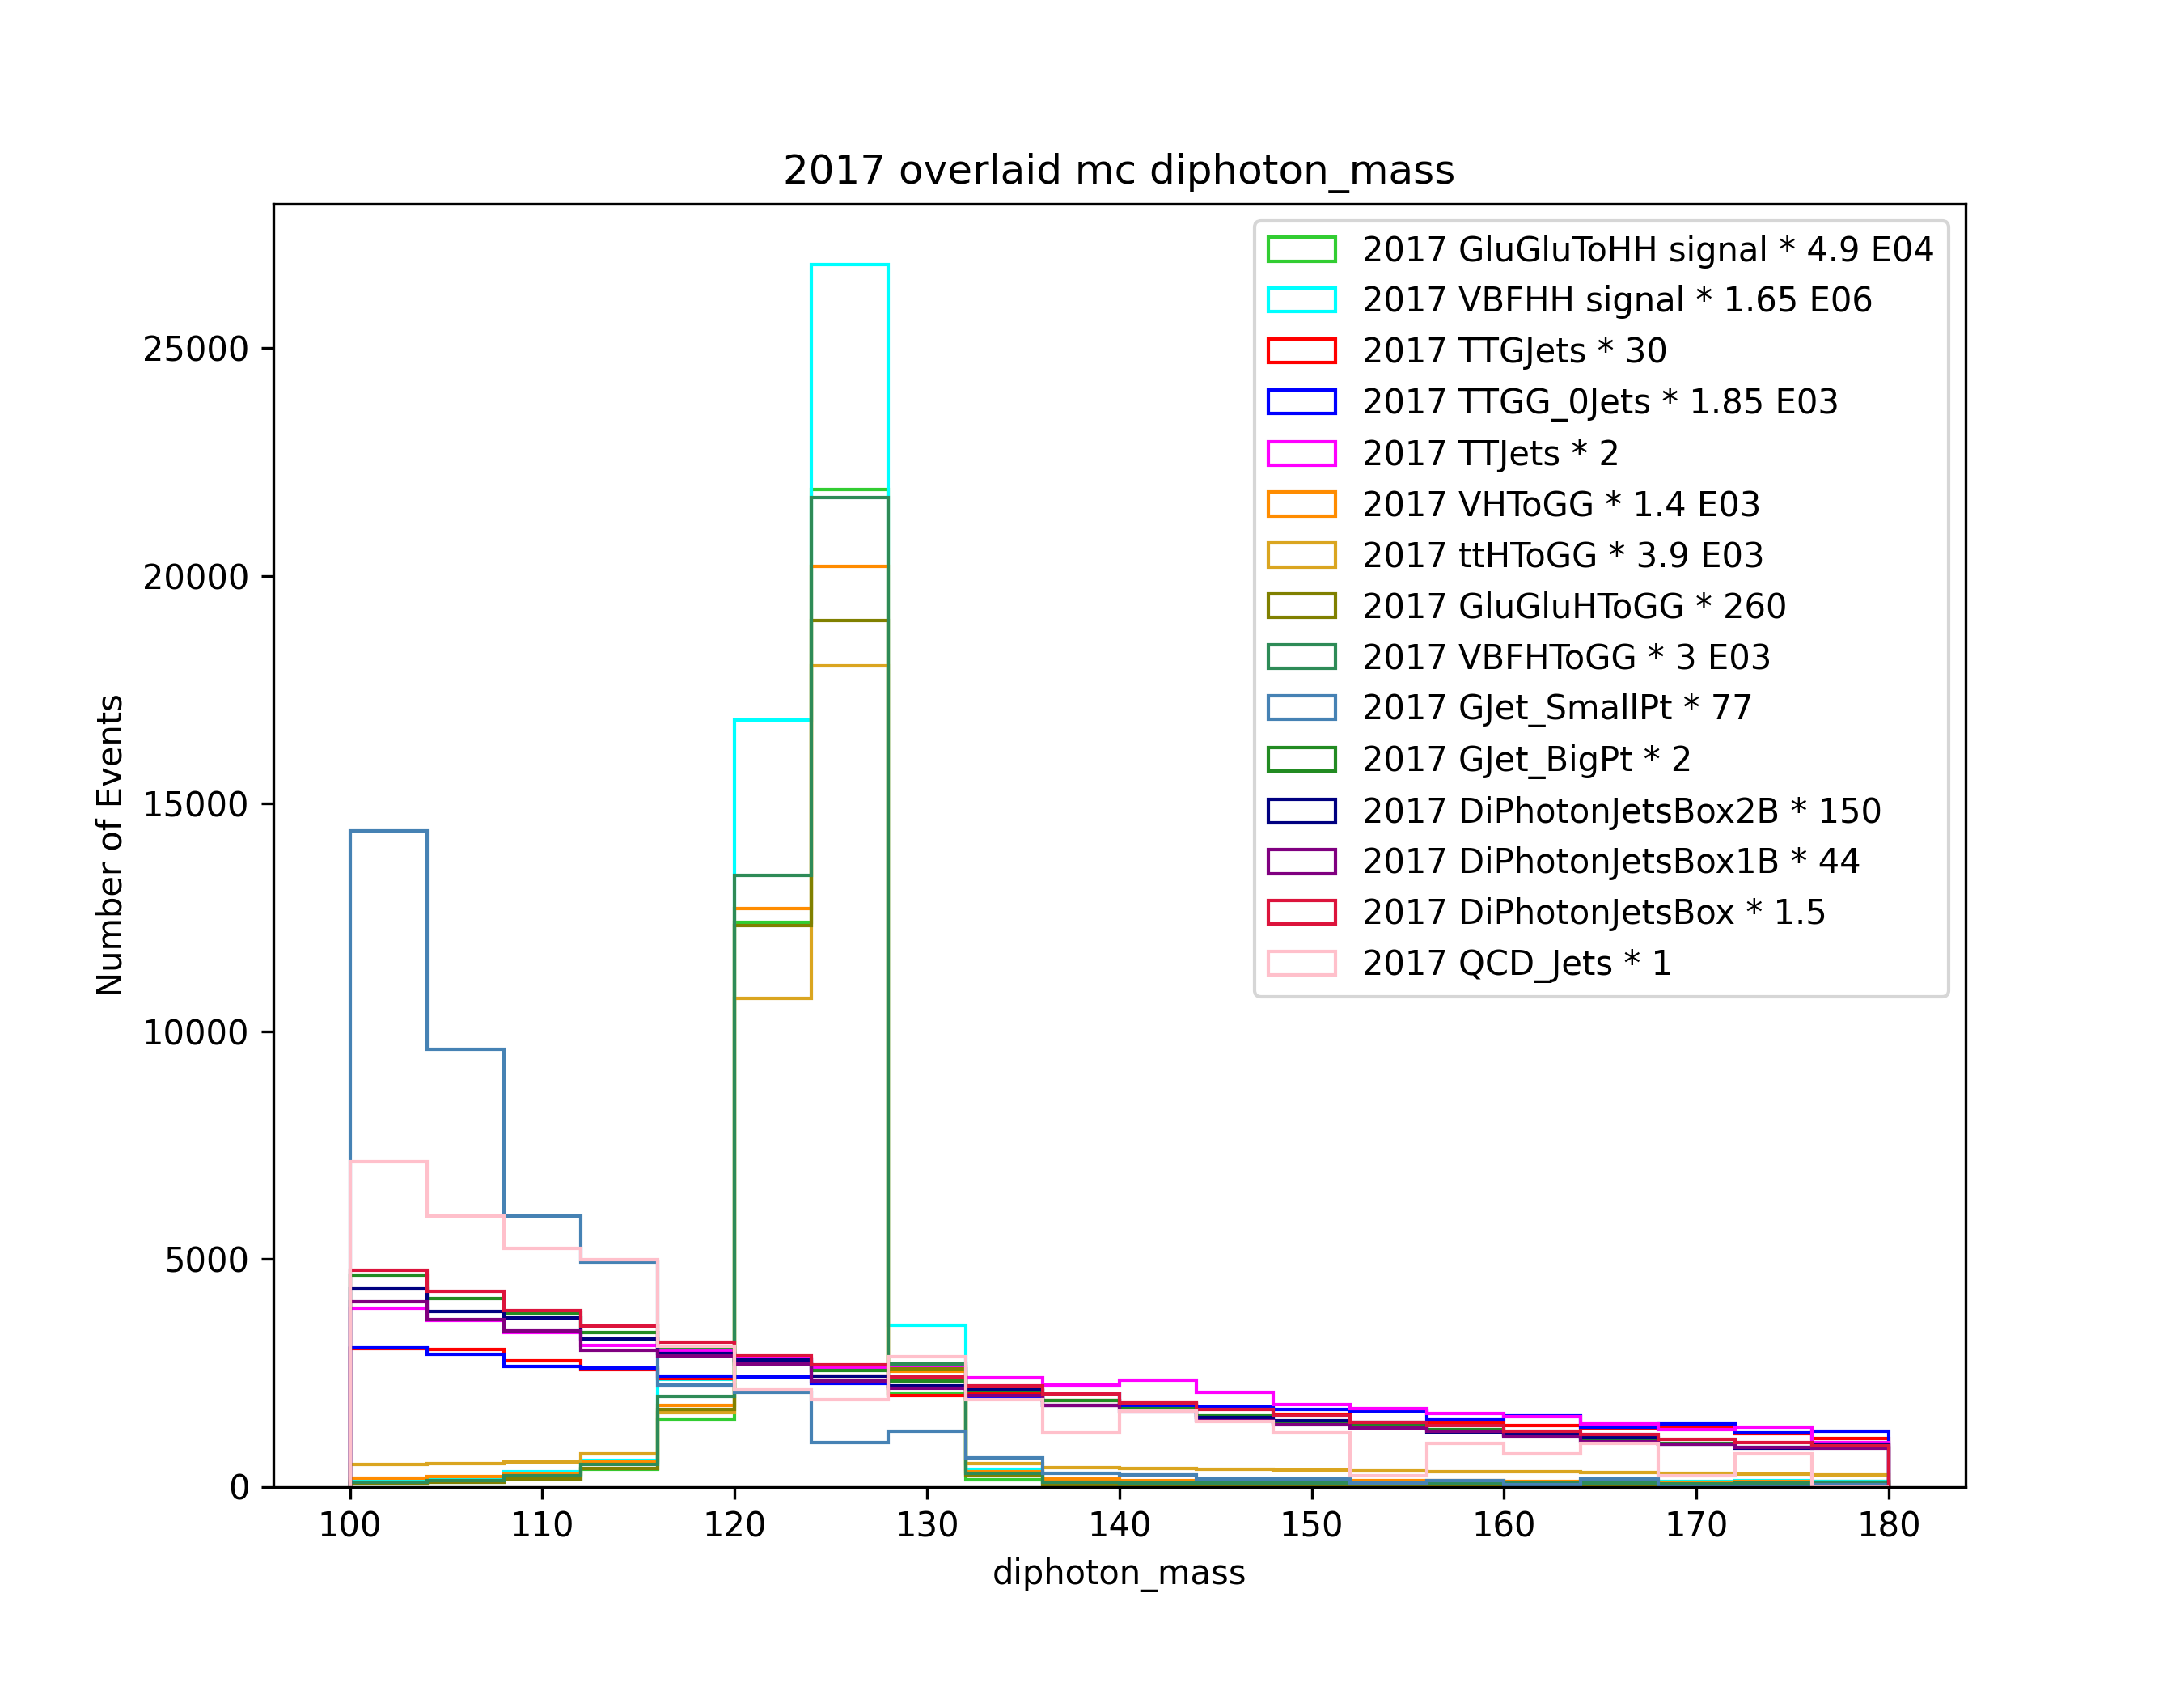 2017 overlaid mc diphoton_mass
2017 GluGluToHH signal * 4.9 E04
2017 VBFHH signal * 1.65 E06
2017 TTGJets * 30
2017 TTGG_0Jets * 1.85 E03
2017 TTJets * 2
2017 VHToGG * 1.4 E03
2017 ttHToGG * 3.9 E03
2017 GluGluHToGG * 260
2017 VBFHToGG * 3 E03
2017 GJet_SmallPt * 77
2017 GJet_BigPt * 2
2017 DiPhotonJetsBox2B * 150
2017 DiPhotonJetsBox1B * 44
2017 DiPhotonJetsBox * 1.5
2017 QCD_Jets * 1
Number of Events
25000
20000
15000
10000
5000
0
100 110 120 130 140 150 160 170 180
diphoton_mass